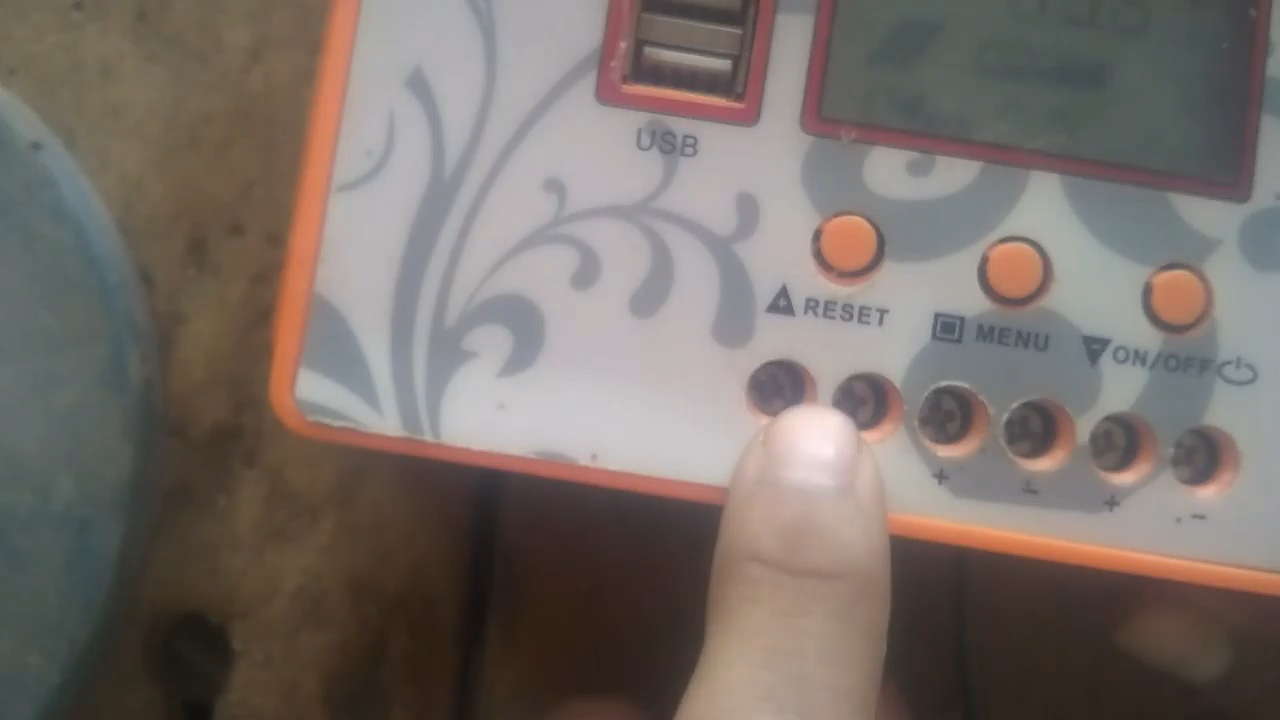 USB
RESET
MENU
ON/OFF
+ - + -